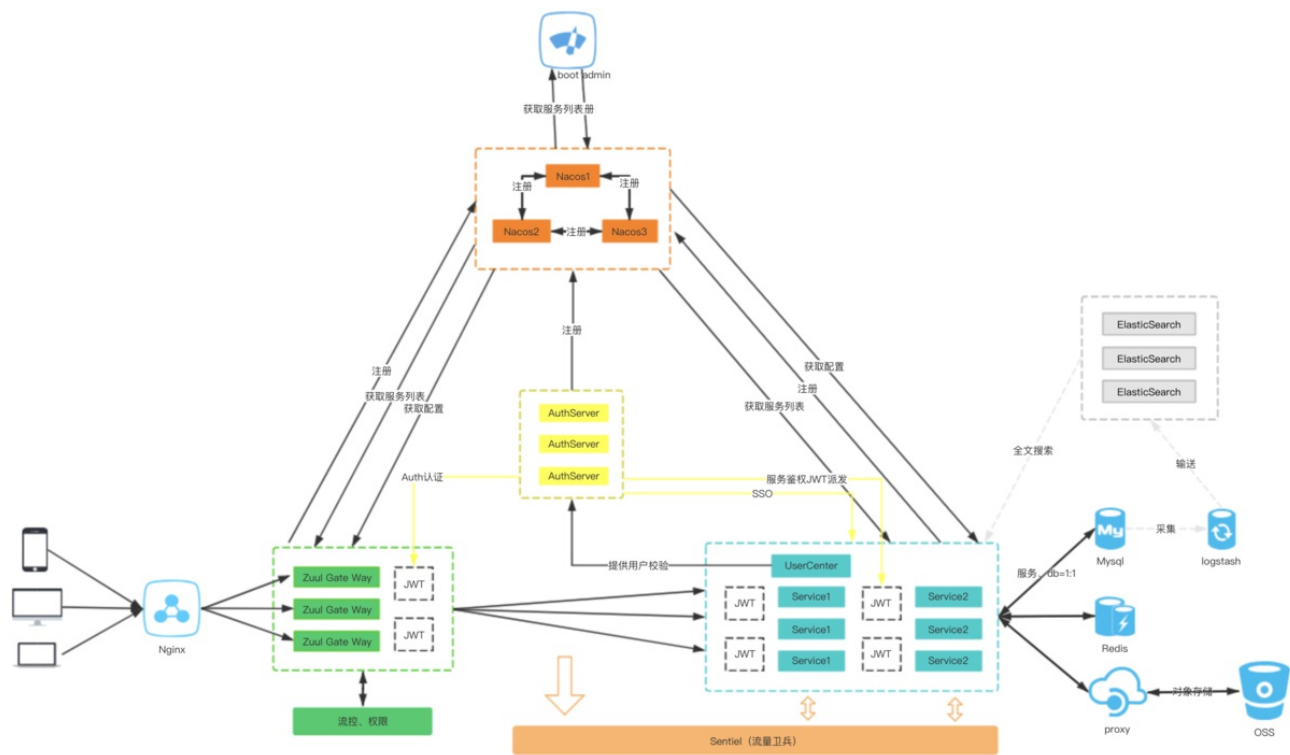 boot admin
获取服务列表册
Nacos1
注册
注册
Nacos2
注册
Nacos3
注册
注册
获取服务列表
获取配置
获取配置
注册
获取服务列表
AuthServer
AuthServer
AuthServer
Auth认证
服务鉴权JWT派发
SSO
ElasticSearch
ElasticSearch
ElasticSearch
全文搜索
输送
采集
Mysql
logstash
服务、db=1:1
提供用户校验
UserCenter
Zuul Gate Way
Zuul Gate Way
Zuul Gate Way
JWT
JWT
Nginx
JWT
Service1
JWT
Service2
Service1
Service2
JWT
Service1
JWT
Service2
Redis
proxy
对象存储
OSS
流控、权限
Sentiel（流量卫兵）
My